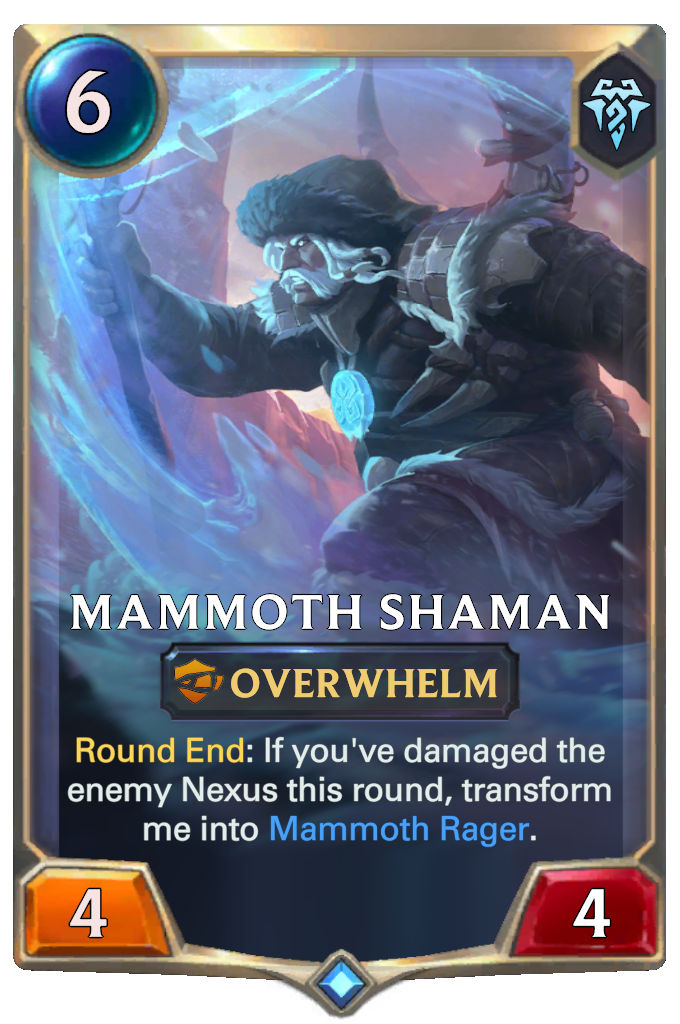 6
MAMMOTH SHAMAN
OVERWHELM
Round End: If you've damaged the
enemy Nexus this round, transform
me into Mammoth Rager.
4
4